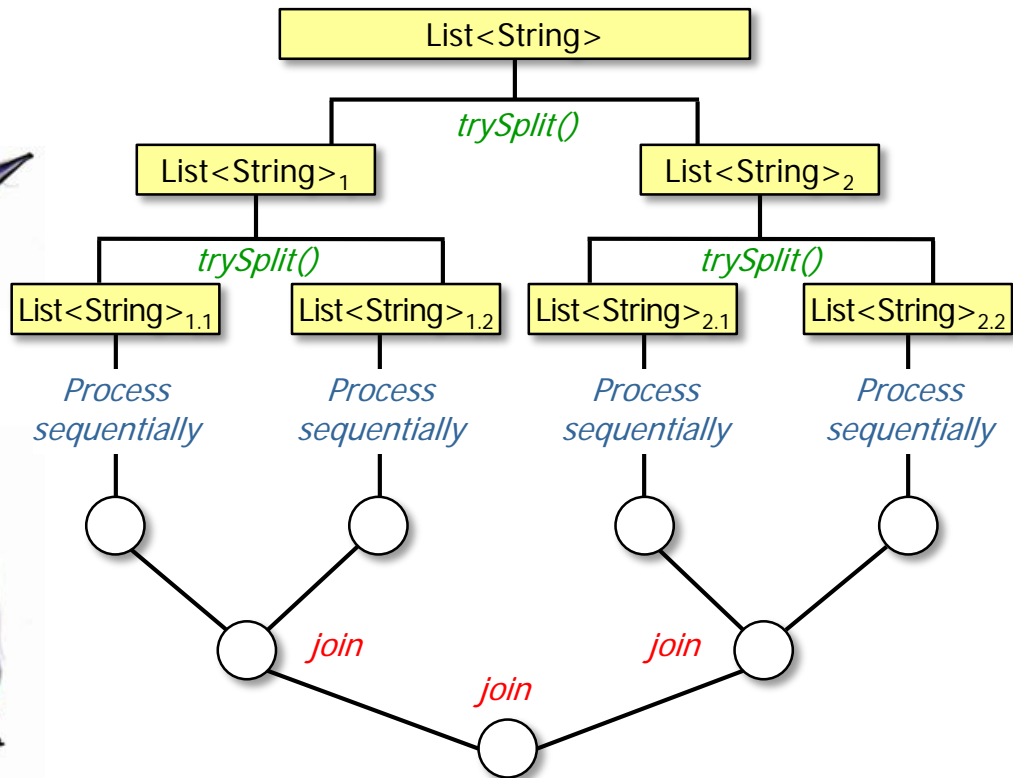 List<String>
trySplit()
List<String>1 List<String>2
trySplit() trySplit()
List<String>1.1 List<String>1.2 List<String>2.1 List<String>2.2
Process Process Process Process
sequentially sequentially sequentially sequentially
join join
join